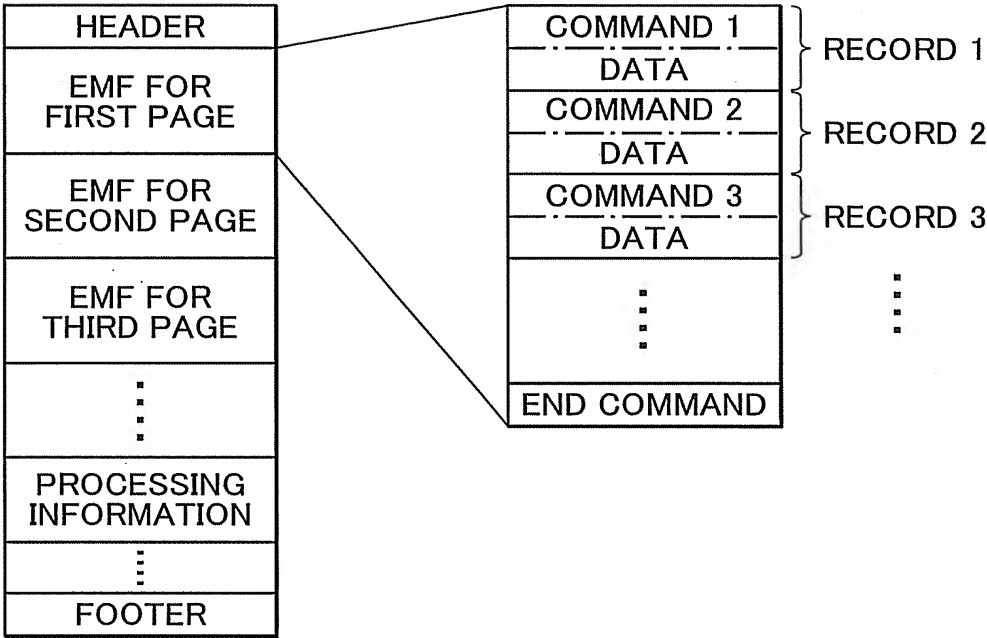 HEADER
EMF FOR
FIRST PAGE
EMF FOR
SECOND PAGE
EMF FOR
THIRD PAGE
PROCESSING
INFORMATION
FOOTER
COMMAND 1
DATA
RECORD 1
COMMAND 2
DATA
RECORD 2
COMMAND 3
DATA
RECORD 3
END COMMAND